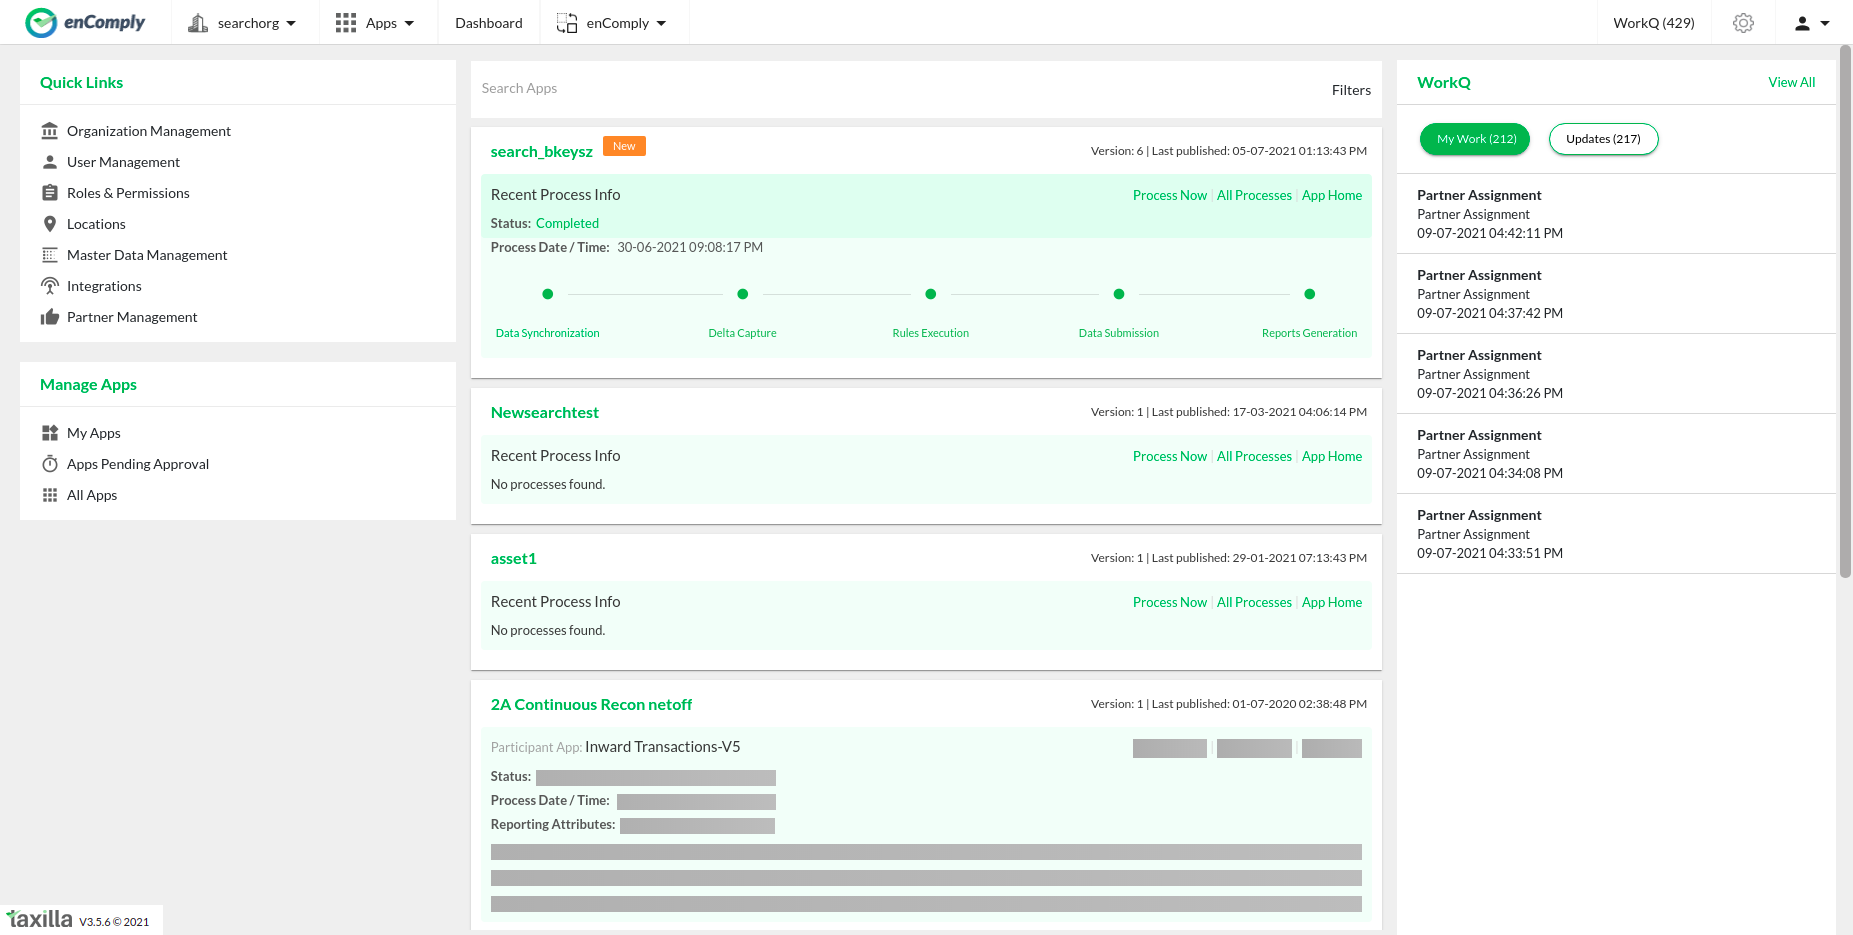 enComply
searchorg
Apps
Dashboard
enComply
WorkQ (429)
Quick Links
Organization Management
User Management
Roles & Permissions
Locations
Master Data Management
Integrations
Partner Management
Manage Apps
My Apps
Apps Pending Approval
All Apps
Search Apps
Filters
search_bkeysz New
Version: 6 | Last published: 05-07-2021 01:13:43 PM
Recent Process Info
Process Now | All Processes | App Home
Status: Completed
Process Date / Time: 30-06-2021 09:08:17 PM
Data Synchronization
Delta Capture
Rules Execution
Data Submission
Reports Generation
Newsearchtest
Version: 1 | Last published: 17-03-2021 04:06:14 PM
Recent Process Info
Process Now | All Processes | App Home
No processes found.
asset1
Version: 1 | Last published: 29-01-2021 07:13:43 PM
Recent Process Info
Process Now | All Processes | App Home
No processes found.
2A Continuous Recon netoff
Version: 1 | Last published: 01-07-2020 02:38:48 PM
Participant App: Inward Transactions-V5
Status:
Process Date / Time:
Reporting Attributes:
WorkQ
View All
My Work (212)
Updates (217)
Partner Assignment
Partner Assignment
09-07-2021 04:42:11 PM
Partner Assignment
Partner Assignment
09-07-2021 04:37:42 PM
Partner Assignment
Partner Assignment
09-07-2021 04:36:26 PM
Partner Assignment
Partner Assignment
09-07-2021 04:34:08 PM
Partner Assignment
Partner Assignment
09-07-2021 04:33:51 PM
taxilla V3.5.6 © 2021